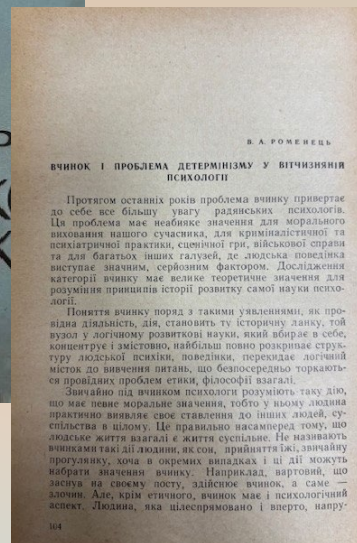 В. А. РОМЕНЕЦЬ
ВЧИНОК І ПРОБЛЕМА ДЕТЕРМІНІЗМУ У ВІТЧИЗНЯНІЙ
ПСИХОЛОГІЇ
Протягом останніх років проблема вчинку привертає
до себе все більшу увагу радянських психологів.
Ця проблема має неабияке значення для морального
виховання нашого сучасника, для криміналістичної та
психіатричної практики, сценічної гри, військової справи
та для багатьох інших галузей, де людська поведінка
виступає значним, серйозним фактором. Дослідження
категорії вчинку має велике теоретичне значення для
розуміння принципів історії розвитку самої науки психо-
логії.
Поняття вчинку поряд з такими уявленнями, як про-
відна діяльність, дія, становить ту історичну ланку, той
вузол у логічному розвиткові науки, який вбирає в себе,
концентрує і змістовно, найбільш повно розкриває струк-
туру людської психіки, поведінки, перекидає логічний
місток до вивчення питань, що безпосередньо торкають-
ся провідних проблем етики, філософії взагалі.
Звичайно під вчинком психологи розуміють таку дію,
що має певне моральне значення, тобто у ньому людина
практично виявляє своє ставлення до інших людей, су-
спільства в цілому. Це правильно насамперед тому, що
людське життя взагалі є життя суспільне. Не називають
вчинками такі дії людини, як сон, прийняття їжі, звичайну
прогулянку, хоча в окремих випадках і ці дії можуть
набрати значення вчинку. Наприклад, вартовий, що
заснув на своєму посту, здійснює вчинок, а саме —
злочин. Але, крім етичного, вчинок має і психологічний
аспект. Людина, яка цілеспрямовано і вперто, напру-
104